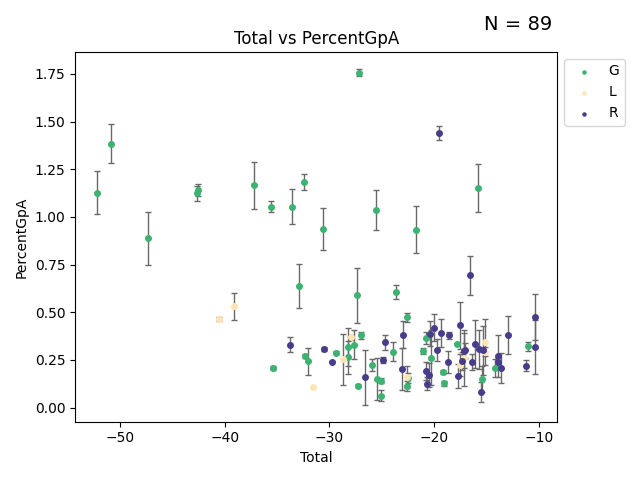 N = 89
Total vs PercentGpA
G
L
R
PercentGpA
1.75
1.50
1.25
1.00
0.75
0.50
0.25
0.00
−50
−40
−30
−20
−10
Total